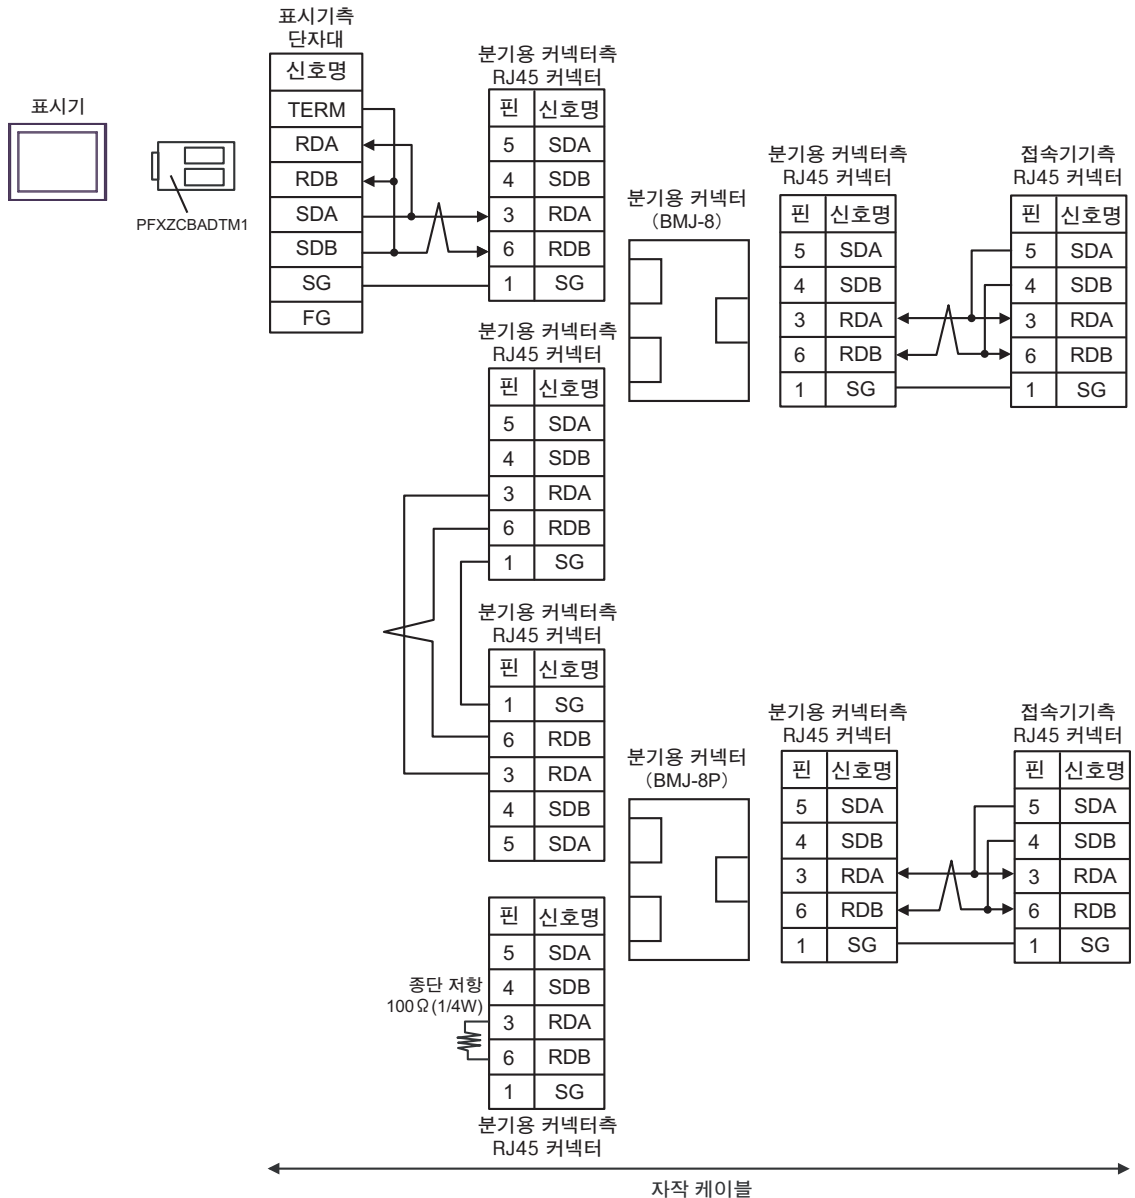 표시기
PFXZCBADTM1
표시기측
단자대
신호명
TERM
RDA
RDB
SDA
SDB
SG
FG
분기용 커넥터측
RJ45 커넥터
핀 신호명
5 SDA
4 SDB
3 RDA
6 RDB
1 SG
분기용 커넥터
(BMJ-8)
분기용 커넥터측
RJ45 커넥터
핀 신호명
5 SDA
4 SDB
3 RDA
6 RDB
1 SG
접속기기측
RJ45 커넥터
핀 신호명
5 SDA
4 SDB
3 RDA
6 RDB
1 SG
분기용 커넥터측
RJ45 커넥터
핀 신호명
5 SDA
4 SDB
3 RDA
6 RDB
1 SG
분기용 커넥터측
RJ45 커넥터
핀 신호명
1 SG
6 RDB
3 RDA
4 SDB
5 SDA
분기용 커넥터
(BMJ-8P)
분기용 커넥터측
RJ45 커넥터
핀 신호명
5 SDA
4 SDB
3 RDA
6 RDB
1 SG
접속기기측
RJ45 커넥터
핀 신호명
5 SDA
4 SDB
3 RDA
6 RDB
1 SG
종단 저항
100Ω(1/4W)
핀 신호명
5 SDA
4 SDB
3 RDA
6 RDB
1 SG
분기용 커넥터측
RJ45 커넥터
자작 케이블